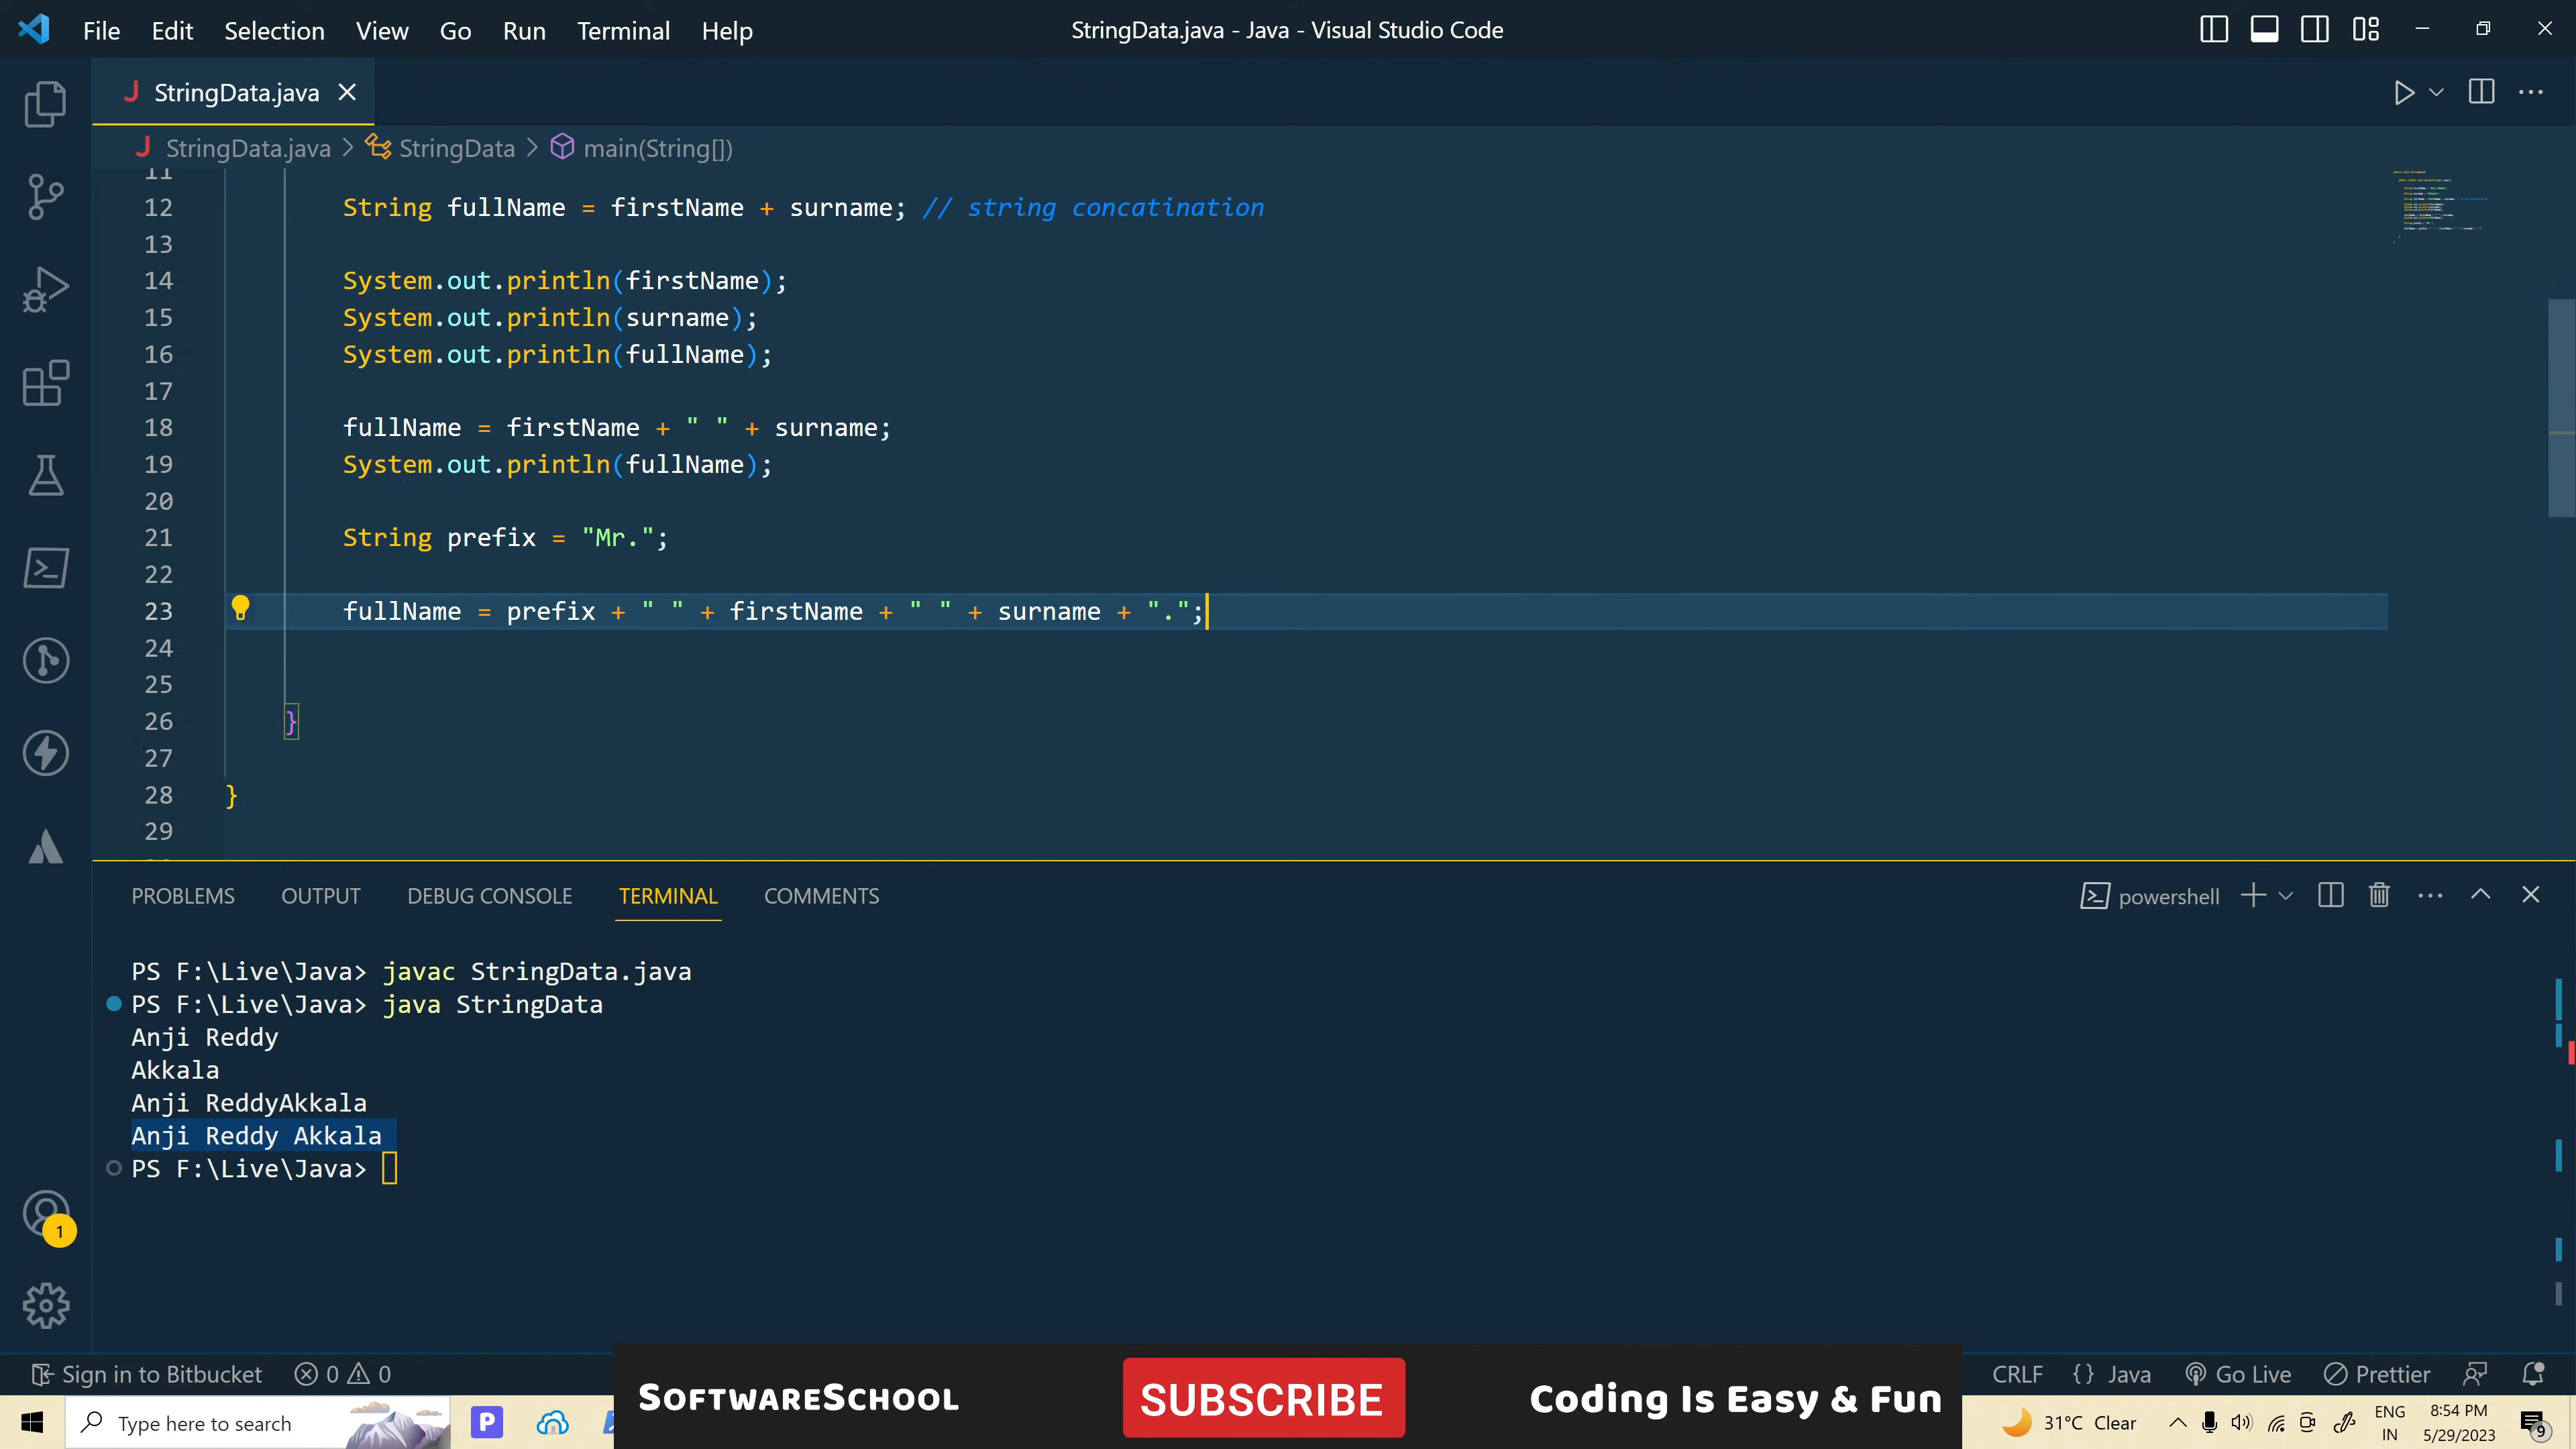 File Edit Selection View Go Run Terminal Help
StringData.java - Java - Visual Studio Code
J StringData.java
J StringData.java > StringData > main(String[])
11
12 String fullName = firstName + surname; // string concatination
13
14 System.out.println(firstName);
15 System.out.println(surname);
16 System.out.println(fullName);
17
18 fullName = firstName + " " + surname;
19 System.out.println(fullName);
20
21 String prefix = "Mr.";
22
23 fullName = prefix + " " + firstName + " " + surname + ".";
24
25
26 }
27
28 }
29
PROBLEMS OUTPUT DEBUG CONSOLE TERMINAL COMMENTS
powershell
PS F:\Live\Java> javac StringData.java
PS F:\Live\Java> java StringData
Anji Reddy
Akkala
Anji ReddyAkkala
Anji Reddy Akkala
PS F:\Live\Java>
1
Sign in to Bitbucket 0 0
CRLF {} Java Go Live Prettier
SOFTWARESCHOOL
SUBSCRIBE
Coding Is Easy & Fun
Type here to search
P
31°C Clear
ENG
IN
8:54 PM
5/29/2023
9